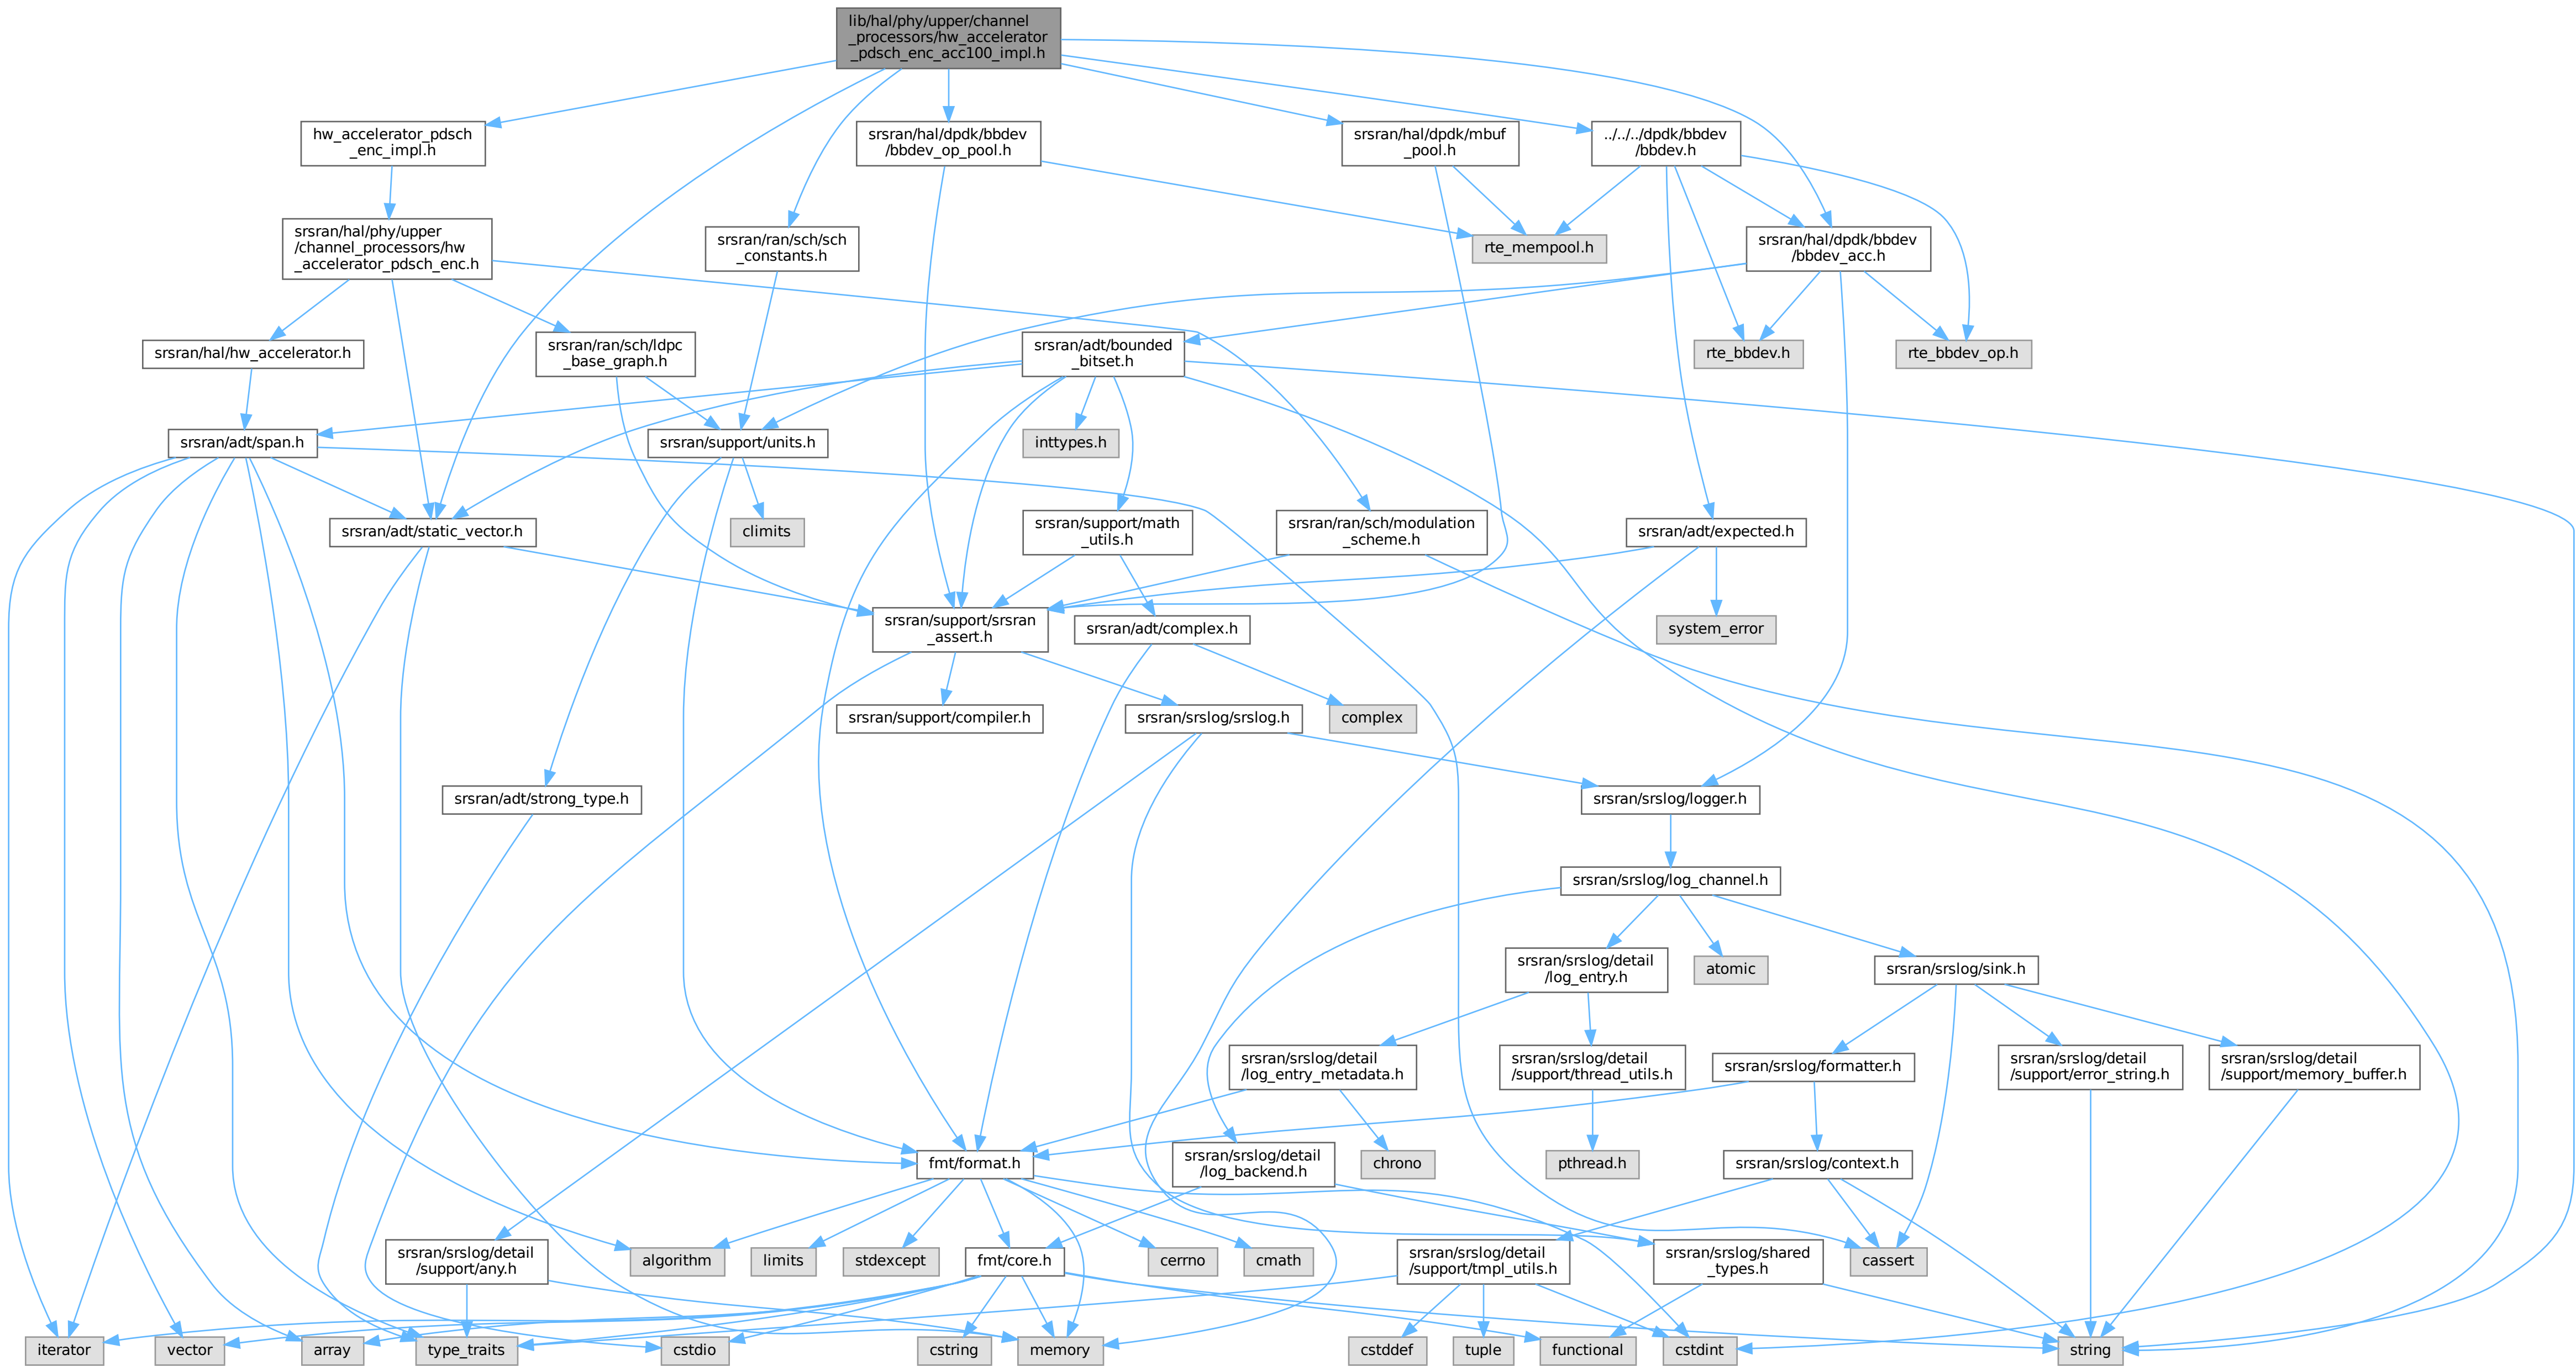 lib/hal/phy/upper/channel
_processors/hw_accelerator
_pdsch_enc_acc100_impl.h
hw_accelerator_pdsch
_enc_impl.h
srsran/hal/dpdk/bbdev
/bbdev_op_pool.h
srsran/hal/dpdk/mbuf
_pool.h
../../../dpdk/bbdev
/bbdev.h
srsran/hal/phy/upper
/channel_processors/hw
_accelerator_pdsch_enc.h
srsran/ran/sch/sch
_constants.h
rte_mempool.h
srsran/hal/dpdk/bbdev
/bbdev_acc.h
srsran/hal/hw_accelerator.h
srsran/ran/sch/ldpc
_base_graph.h
srsran/adt/bounded
_bitset.h
rte_bbdev.h
rte_bbdev_op.h
srsran/adt/span.h
srsran/support/units.h
inttypes.h
srsran/adt/static_vector.h
climits
srsran/support/math
_utils.h
srsran/ran/sch/modulation
_scheme.h
srsran/adt/expected.h
srsran/support/srsran
_assert.h
srsran/adt/complex.h
system_error
srsran/support/compiler.h
srsran/srslog/srslog.h
complex
srsran/adt/strong_type.h
srsran/srslog/logger.h
srsran/srslog/log_channel.h
srsran/srslog/detail
/log_entry.h
atomic
srsran/srslog/sink.h
srsran/srslog/detail
/log_entry_metadata.h
srsran/srslog/detail
/support/thread_utils.h
srsran/srslog/formatter.h
srsran/srslog/detail
/support/error_string.h
srsran/srslog/detail
/support/memory_buffer.h
fmt/format.h
srsran/srslog/detail
/log_backend.h
chrono
pthread.h
srsran/srslog/context.h
srsran/srslog/detail
/support/any.h
algorithm
limits
stdexcept
fmt/core.h
cerrno
cmath
srsran/srslog/detail
/support/tmpl_utils.h
srsran/srslog/shared
_types.h
cassert
iterator
vector
array
type_traits
cstdio
cstring
memory
cstddef
tuple
functional
cstdint
string